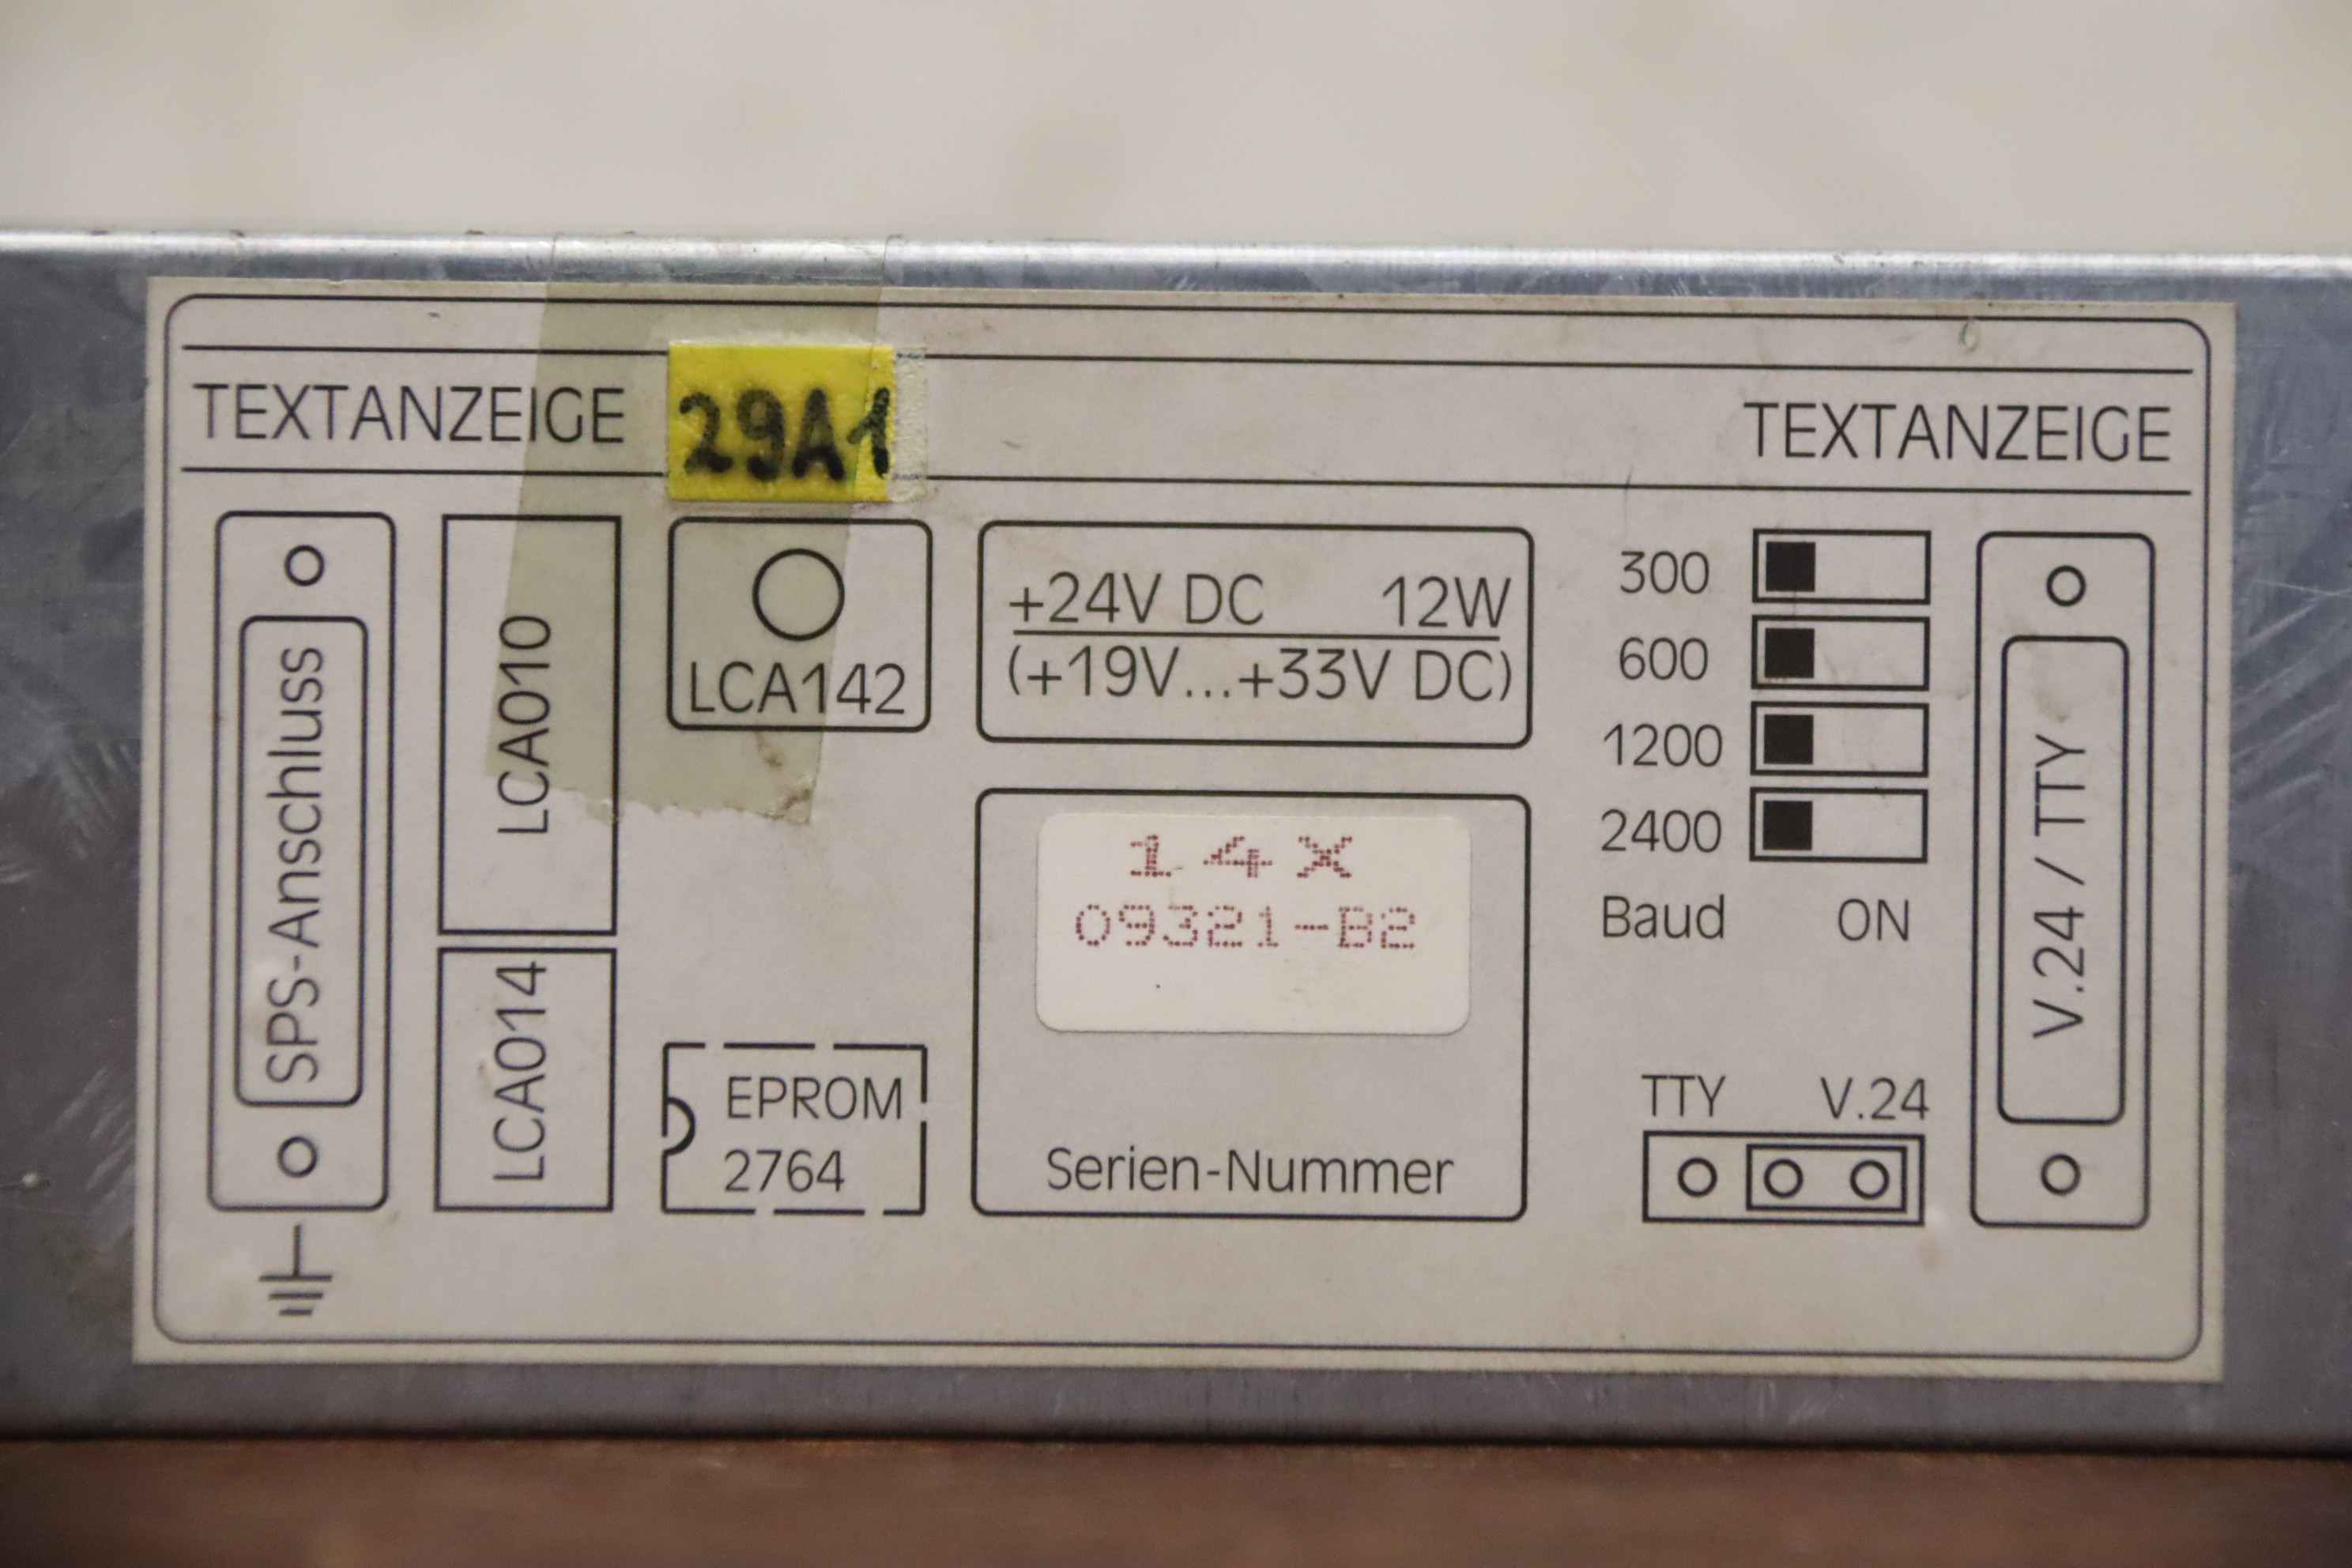 TEXTANZEIGE
29A1
TEXTANZEIGE
SPS-Anschluss
LCA010
LCA014
LCA142
EPROM
2764
+24V DC 12W
(+19V...+33V DC)
14X
09321-B2
Serien-Nummer
300
600
1200
2400
Baud ON
TTY V.24
V.24 / TTY